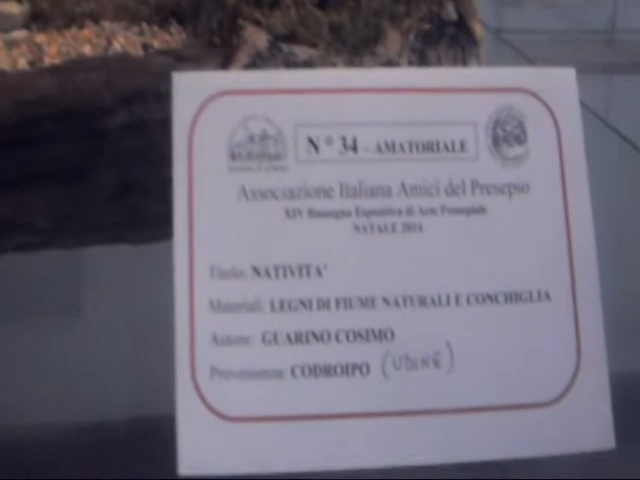 N° 34 - AMATORIALE
Associazione Italiana Amici del Presepio
XIV Rassegna Espositiva di Arte Presepiale
NATALE 2014
Titolo: NATIVITA'
Materiali: LEGNI DI FIUME NATURALI E CONCHIGLIA
Autore: GUARINO COSIMO
Provenienza: CODROIPO (UDINE)